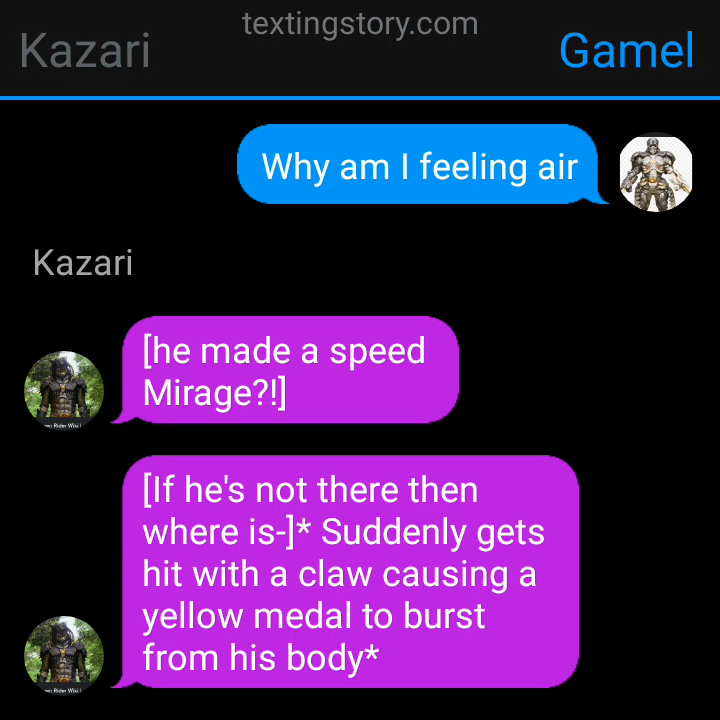 textingstory.com
Kazari
Gamel
Why am I feeling air
Kazari
[he made a speed
Mirage?!]
[If he's not there then
where is-]* Suddenly gets
hit with a claw causing a
yellow medal to burst
from his body*